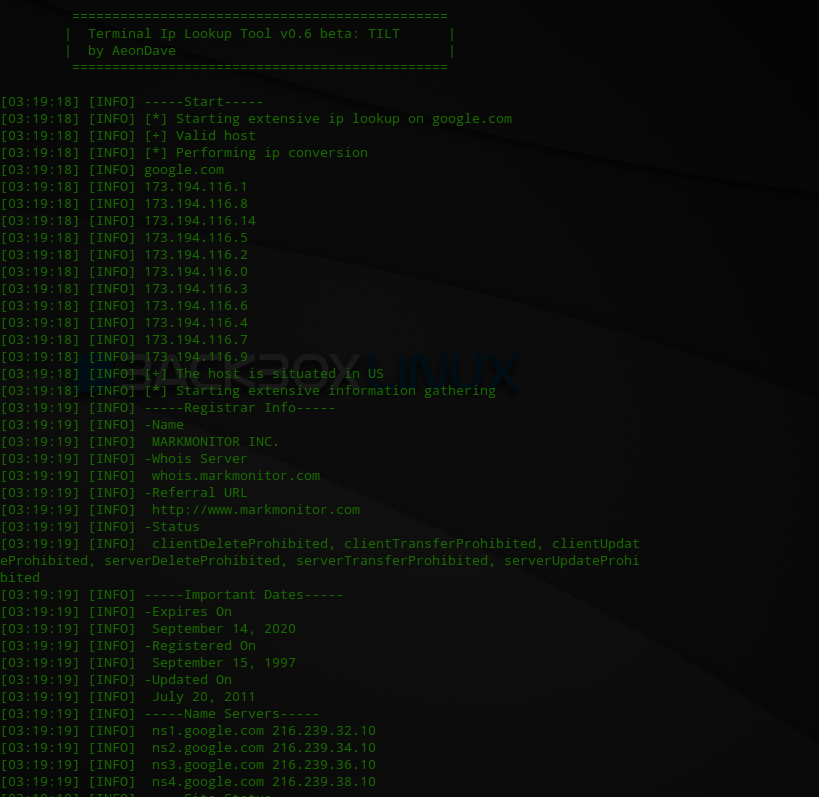 ===============================================
| Terminal Ip Lookup Tool v0.6 beta: TILT |
| by AeonDave |
===============================================
[03:19:18] [INFO] -----Start-----
[03:19:18] [INFO] [*] Starting extensive ip lookup on google.com
[03:19:18] [INFO] [+] Valid host
[03:19:18] [INFO] [*] Performing ip conversion
[03:19:18] [INFO] google.com
[03:19:18] [INFO] 173.194.116.1
[03:19:18] [INFO] 173.194.116.8
[03:19:18] [INFO] 173.194.116.14
[03:19:18] [INFO] 173.194.116.5
[03:19:18] [INFO] 173.194.116.2
[03:19:18] [INFO] 173.194.116.0
[03:19:18] [INFO] 173.194.116.3
[03:19:18] [INFO] 173.194.116.6
[03:19:18] [INFO] 173.194.116.4
[03:19:18] [INFO] 173.194.116.7
[03:19:18] [INFO] 173.194.116.9
BACKBOX LINUX
[03:19:18] [INFO] [+] The host is situated in US
[03:19:18] [INFO] [*] Starting extensive information gathering
[03:19:19] [INFO] -----Registrar Info-----
[03:19:19] [INFO] -Name
[03:19:19] [INFO]  MARKMONITOR INC.
[03:19:19] [INFO] -Whois Server
[03:19:19] [INFO]  whois.markmonitor.com
[03:19:19] [INFO] -Referral URL
[03:19:19] [INFO]  http://www.markmonitor.com
[03:19:19] [INFO] -Status
[03:19:19] [INFO]  clientDeleteProhibited, clientTransferProhibited, clientUpdat
eProhibited, serverDeleteProhibited, serverTransferProhibited, serverUpdateProhi
bited
[03:19:19] [INFO] -----Important Dates-----
[03:19:19] [INFO] -Expires On
[03:19:19] [INFO]  September 14, 2020
[03:19:19] [INFO] -Registered On
[03:19:19] [INFO]  September 15, 1997
[03:19:19] [INFO] -Updated On
[03:19:19] [INFO]  July 20, 2011
[03:19:19] [INFO] -----Name Servers-----
[03:19:19] [INFO]  ns1.google.com 216.239.32.10
[03:19:19] [INFO]  ns2.google.com 216.239.34.10
[03:19:19] [INFO]  ns3.google.com 216.239.36.10
[03:19:19] [INFO]  ns4.google.com 216.239.38.10